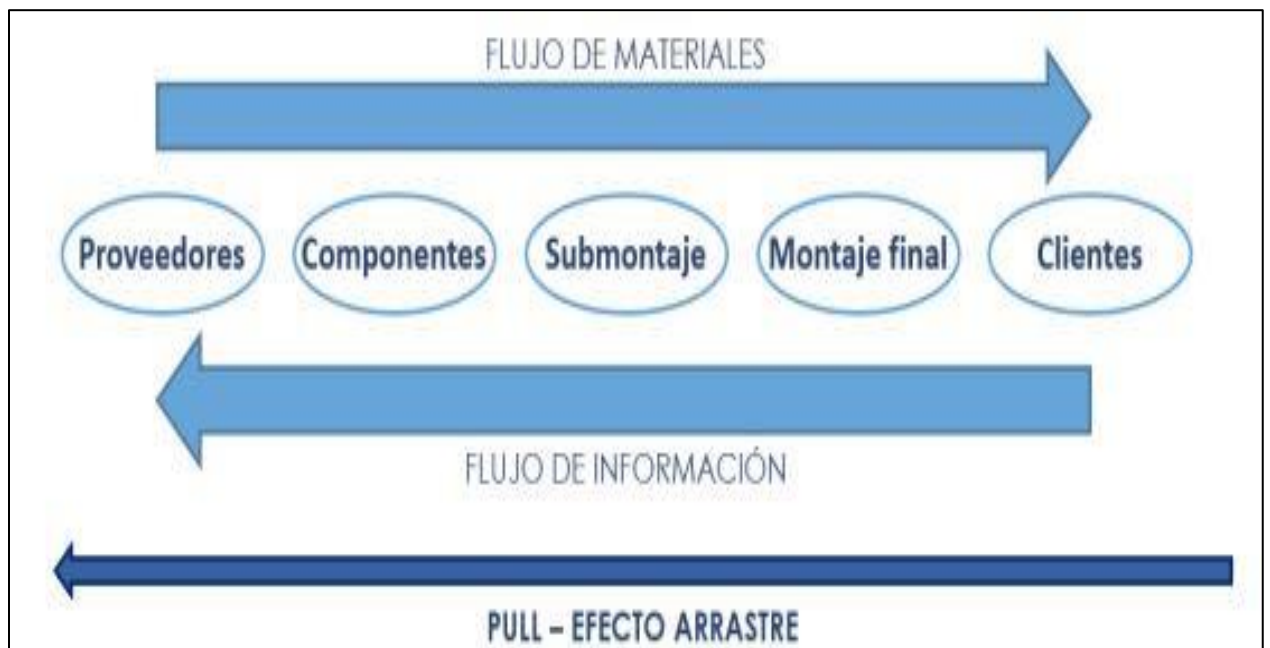 FLUJO DE MATERIALES
Proveedores
Componentes
Submontaje
Montaje final
Clientes
FLUJO DE INFORMACIÓN
PULL – EFECTO ARRASTRE